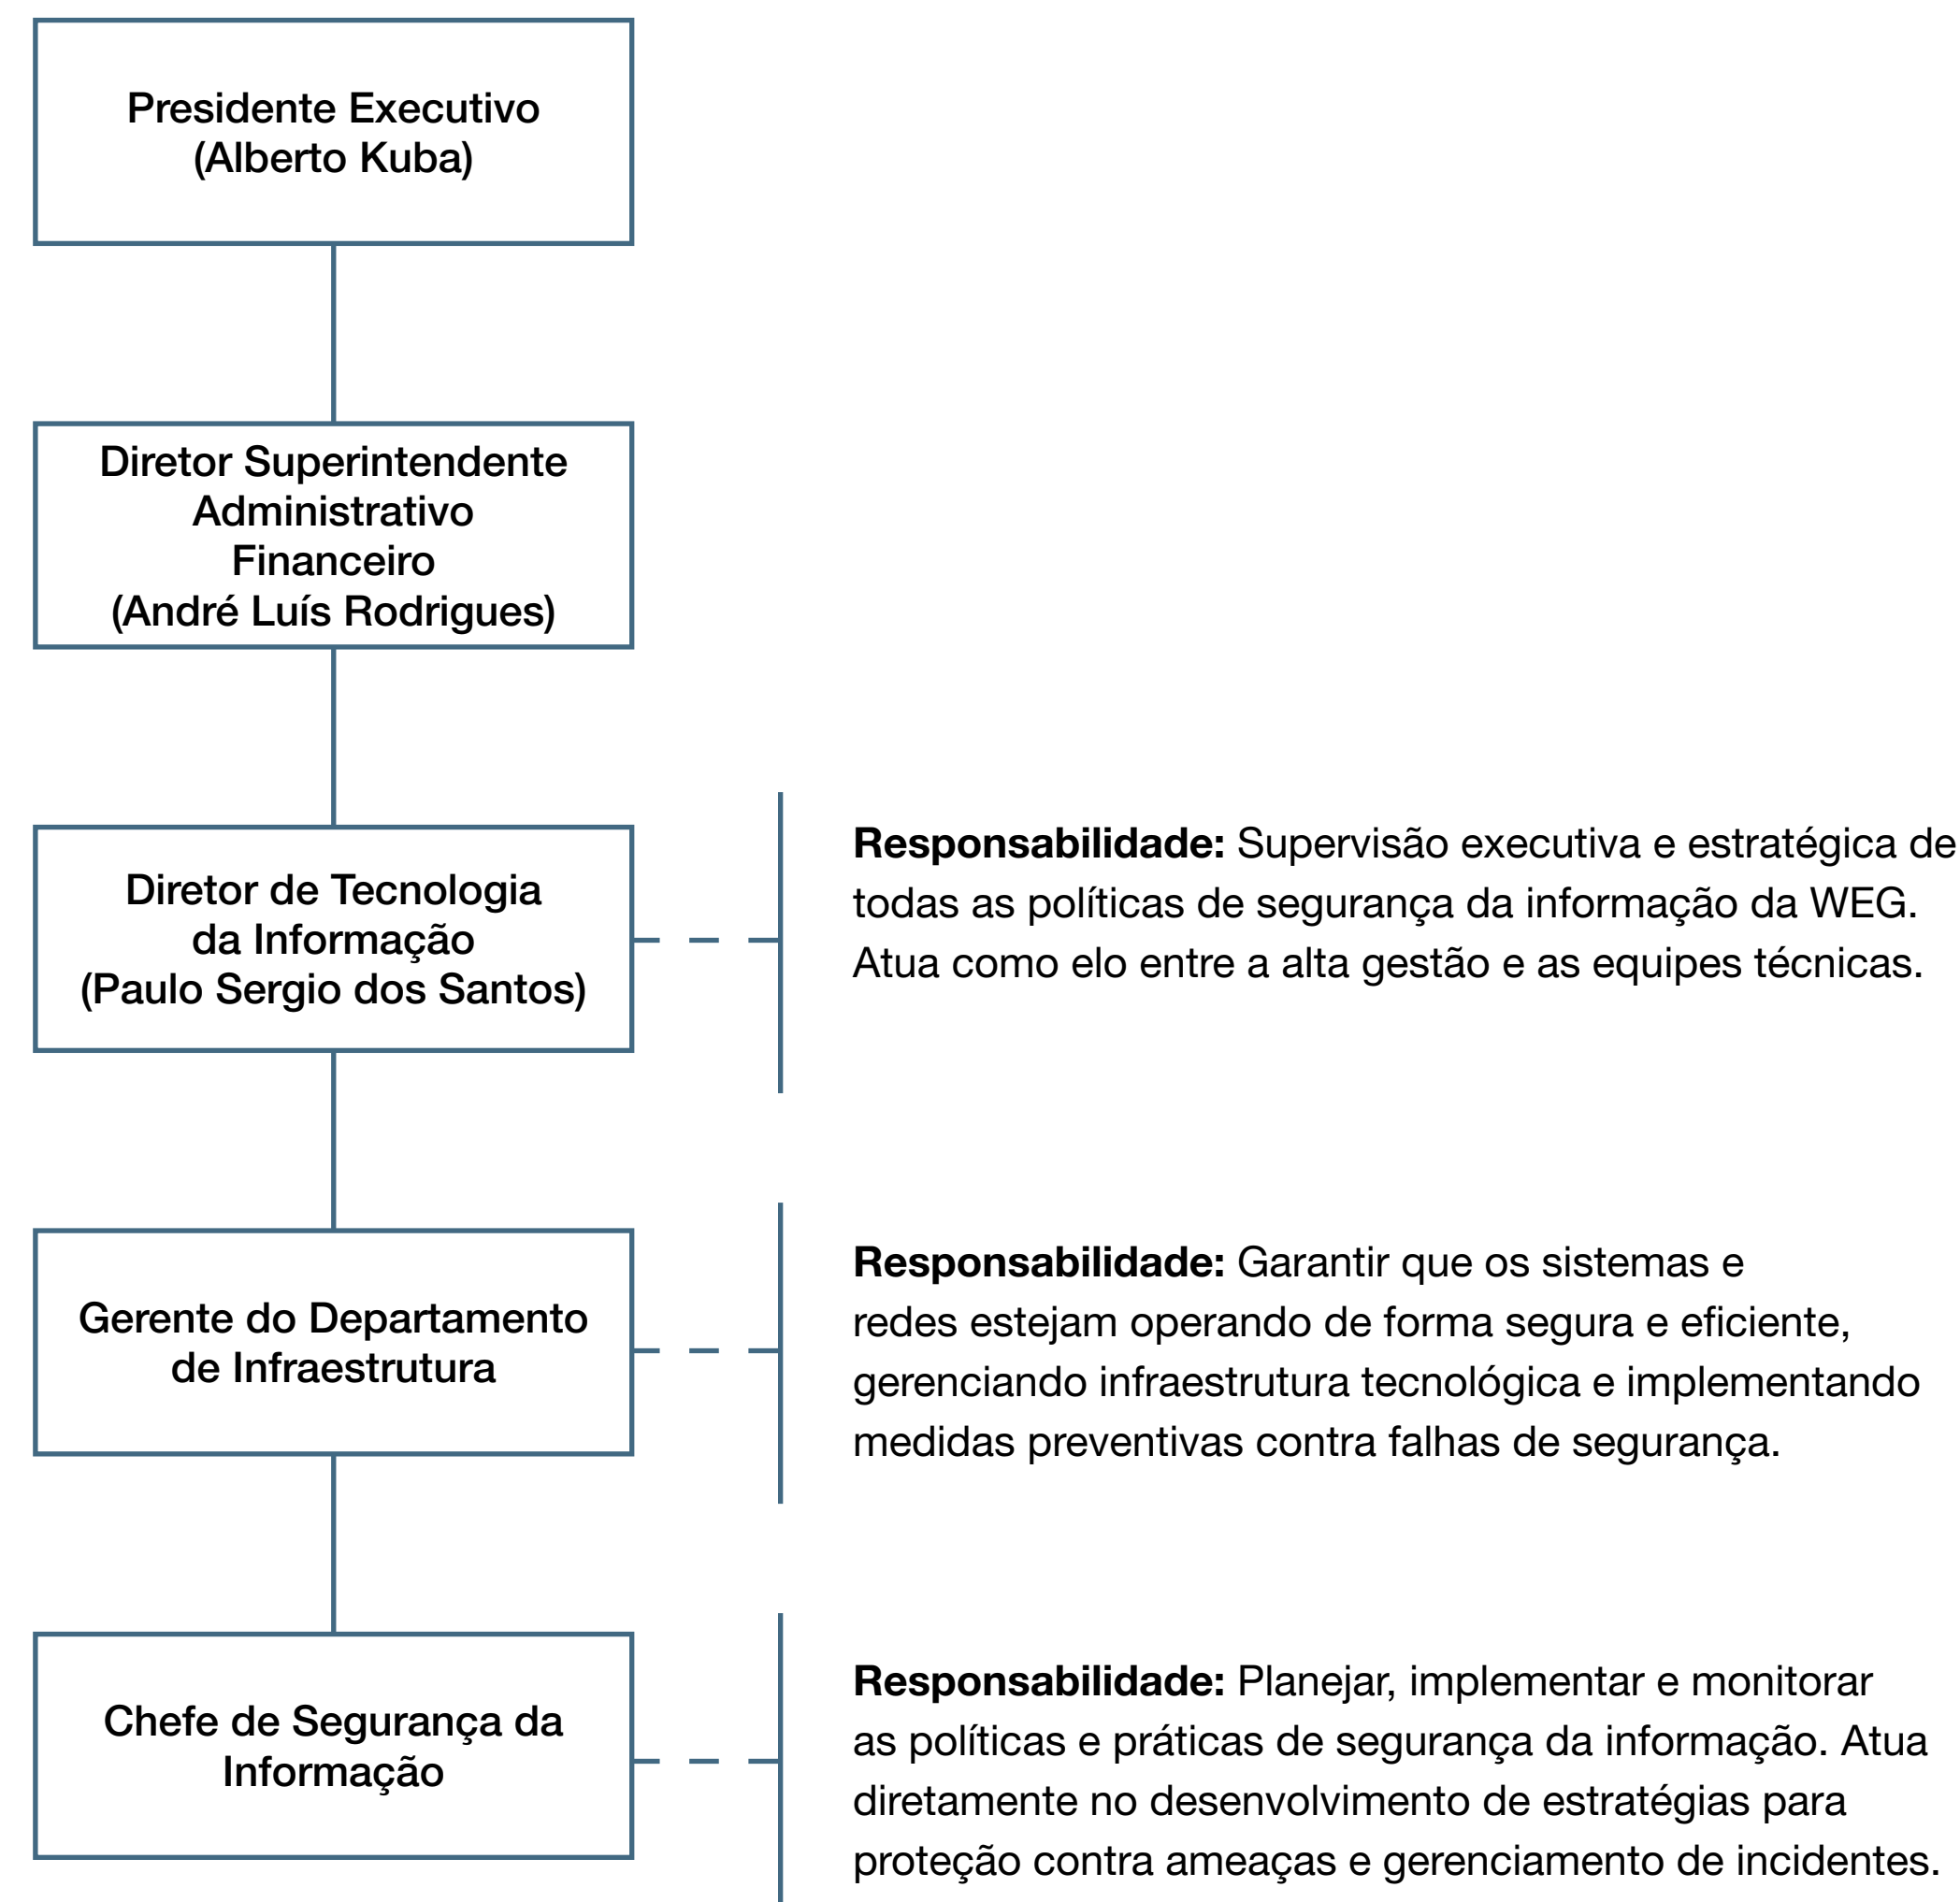 Presidente Executivo
(Alberto Kuba)
Diretor Superintendente
Administrativo
Financeiro
(André Luís Rodrigues)
Diretor de Tecnologia
da Informação
(Paulo Sergio dos Santos)
Responsabilidade: Supervisão executiva e estratégica de
todas as políticas de segurança da informação da WEG.
Atua como elo entre a alta gestão e as equipes técnicas.
Gerente do Departamento
de Infraestrutura
Responsabilidade: Garantir que os sistemas e
redes estejam operando de forma segura e eficiente,
gerenciando infraestrutura tecnológica e implementando
medidas preventivas contra falhas de segurança.
Chefe de Segurança da
Informação
Responsabilidade: Planejar, implementar e monitorar
as políticas e práticas de segurança da informação. Atua
diretamente no desenvolvimento de estratégias para
proteção contra ameaças e gerenciamento de incidentes.